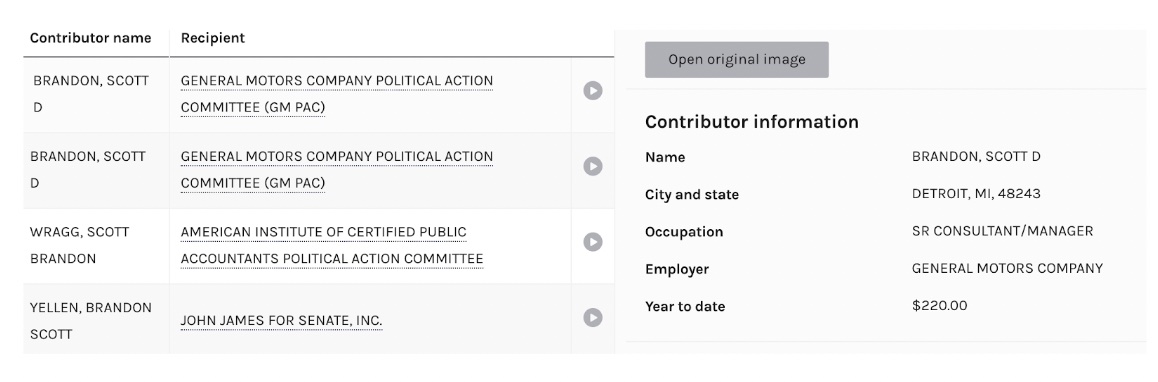 Contributor name Recipient
BRANDON, SCOTT
D
GENERAL MOTORS COMPANY POLITICAL ACTION
COMMITTEE (GM PAC)
BRANDON, SCOTT
D
GENERAL MOTORS COMPANY POLITICAL ACTION
COMMITTEE (GM PAC)
WRAGG, SCOTT
BRANDON
AMERICAN INSTITUTE OF CERTIFIED PUBLIC
ACCOUNTANTS POLITICAL ACTION COMMITTEE
YELLEN, BRANDON
SCOTT
JOHN JAMES FOR SENATE, INC.
Open original image
Contributor information
Name BRANDON, SCOTT D
City and state DETROIT, MI, 48243
Occupation SR CONSULTANT/MANAGER
Employer GENERAL MOTORS COMPANY
Year to date $220.00